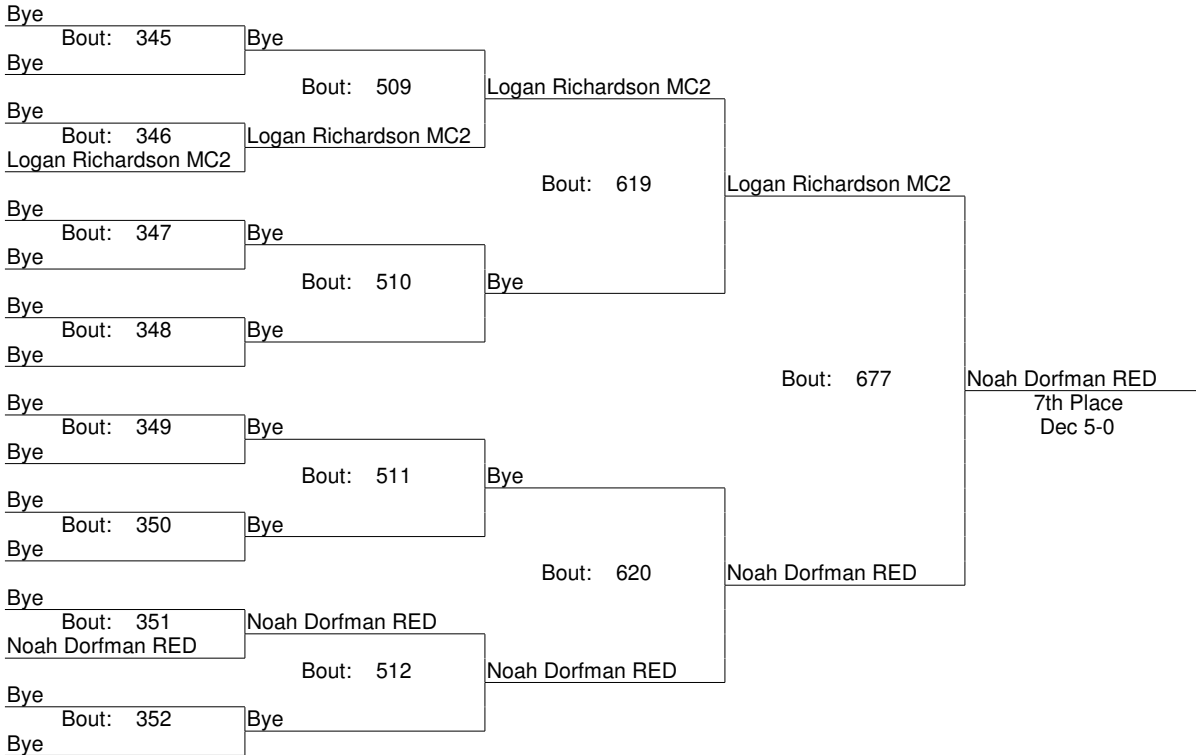 Bye
Bout: 345
Bye
Bye
Bout: 509
Logan Richardson MC2
Bye
Bout: 346
Logan Richardson MC2
Logan Richardson MC2
Bout: 619
Logan Richardson MC2
Bye
Bout: 347
Bye
Bye
Bout: 510
Bye
Bye
Bout: 348
Bye
Bye
Bout: 677
Noah Dorfman RED
7th Place
Dec 5-0
Bye
Bout: 349
Bye
Bye
Bout: 511
Bye
Bye
Bout: 350
Bye
Bye
Bout: 620
Noah Dorfman RED
Bye
Bout: 351
Noah Dorfman RED
Noah Dorfman RED
Bout: 512
Noah Dorfman RED
Bye
Bout: 352
Bye
Bye